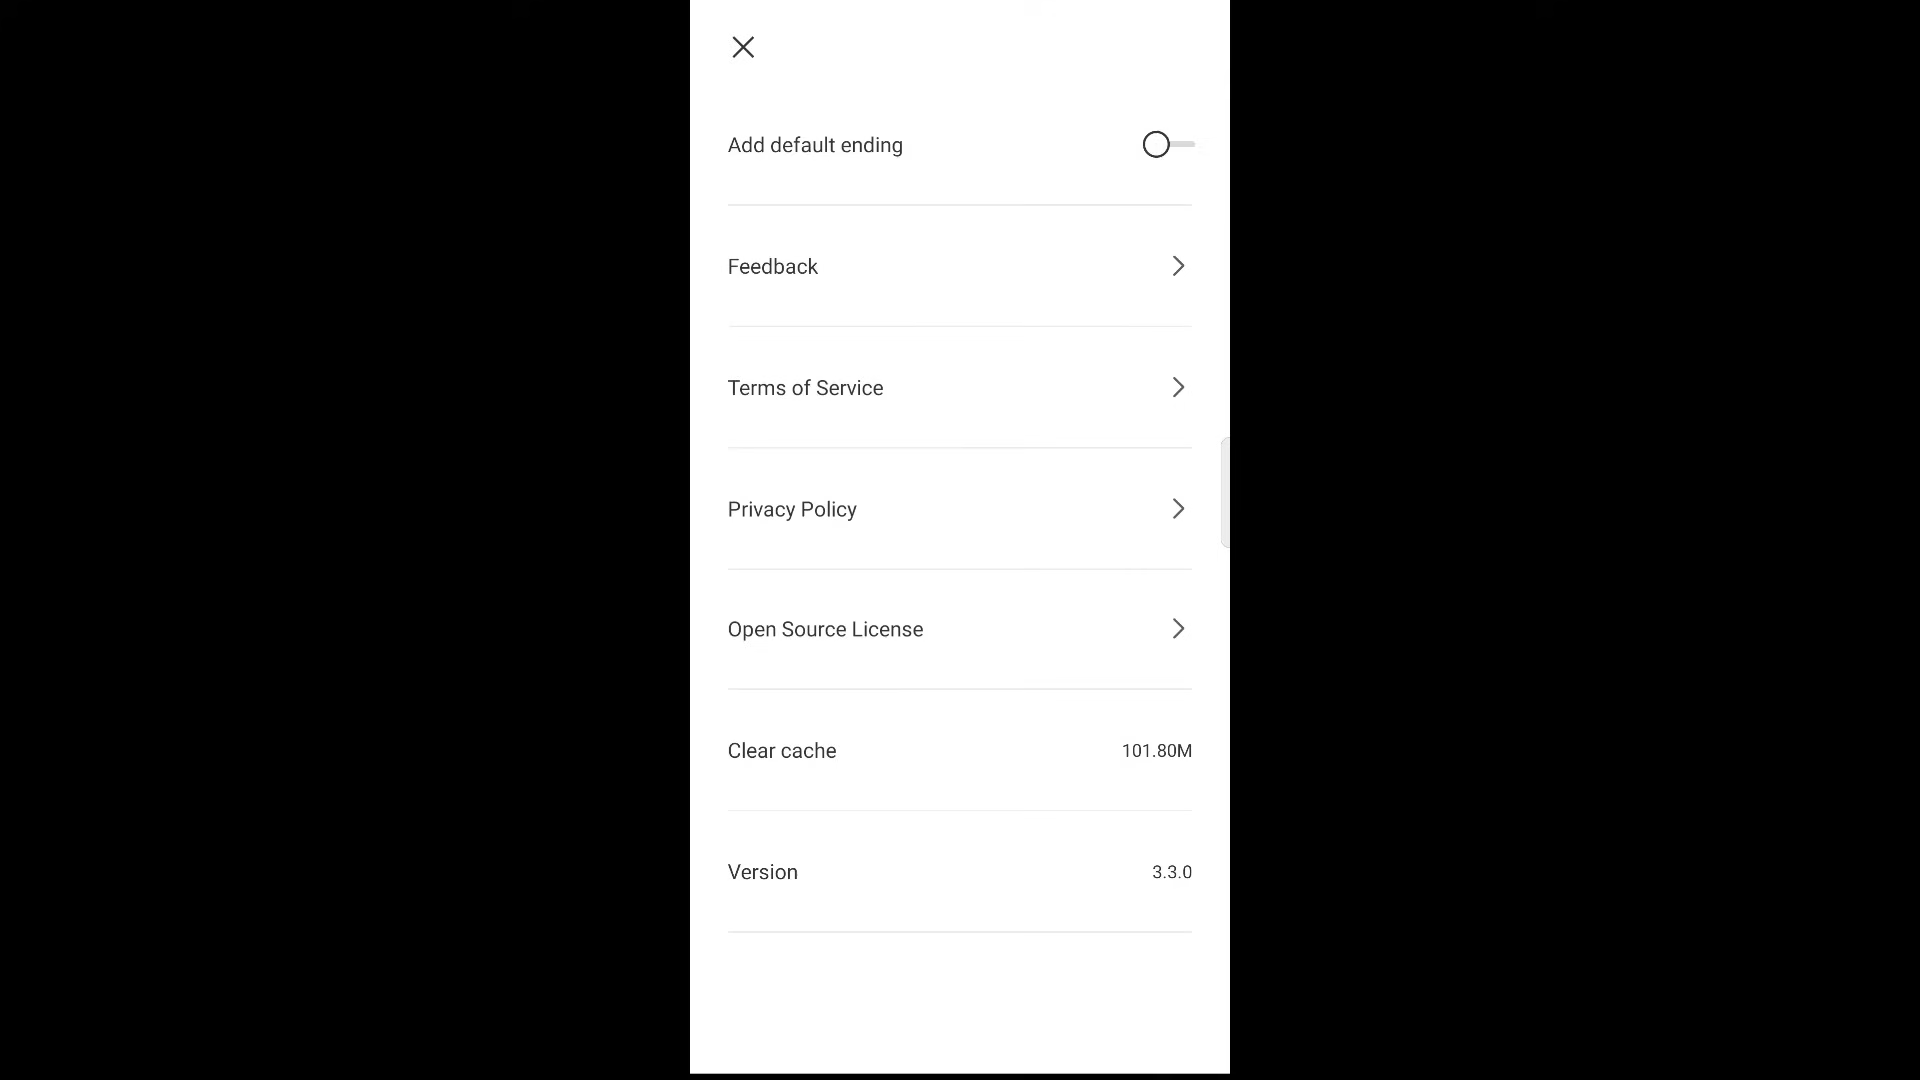 Add default ending
Feedback
Terms of Service
Privacy Policy
Open Source License
Clear cache 101.80M
Version 3.3.0